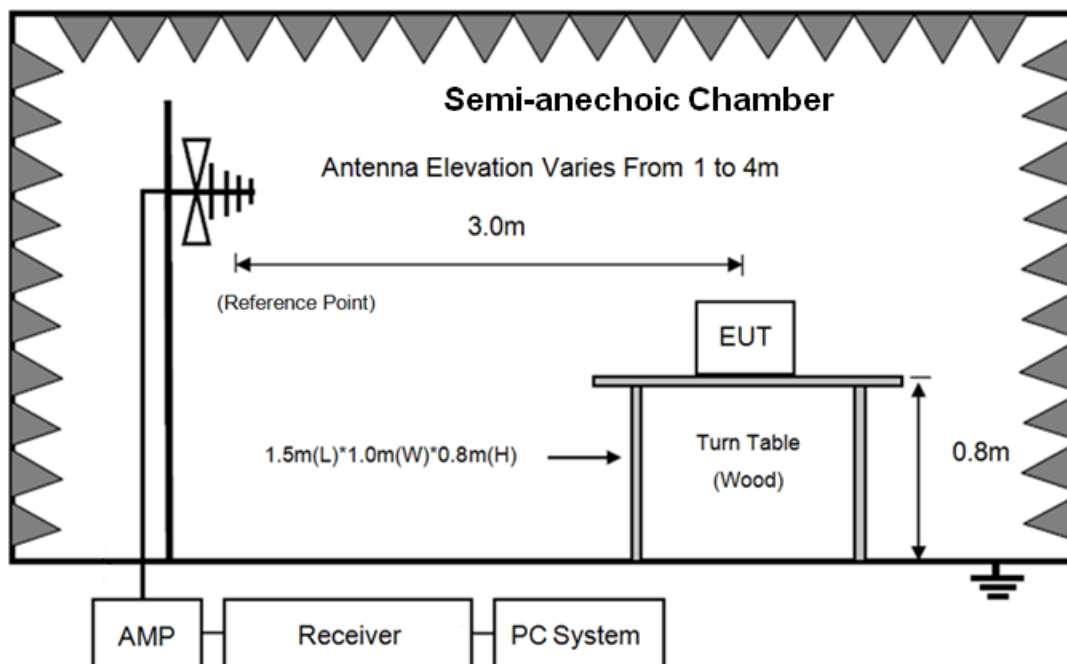 Semi-anechoic Chamber
Antenna Elevation Varies From 1 to 4m
3.0m
(Reference Point)
EUT
1.5m(L)*1.0m(W)*0.8m(H)
Turn Table
(Wood)
0.8m
AMP
Receiver
PC System